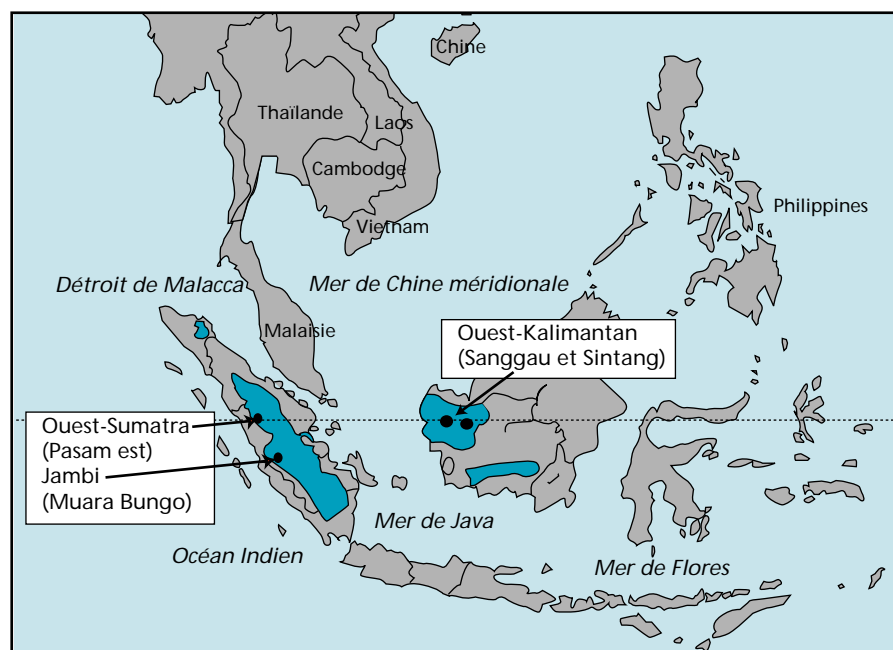 Chine
Thaïlande
Laos
Cambodge
Vietnam
Philippines
Détroit de Malacca
Mer de Chine méridionale
Malaisie
Ouest-Kalimantan
(Sanggau et Sintang)
Ouest-Sumatra
(Pasam est)
Jambi
(Muara Bungo)
Mer de Java
Océan Indien
Mer de Flores